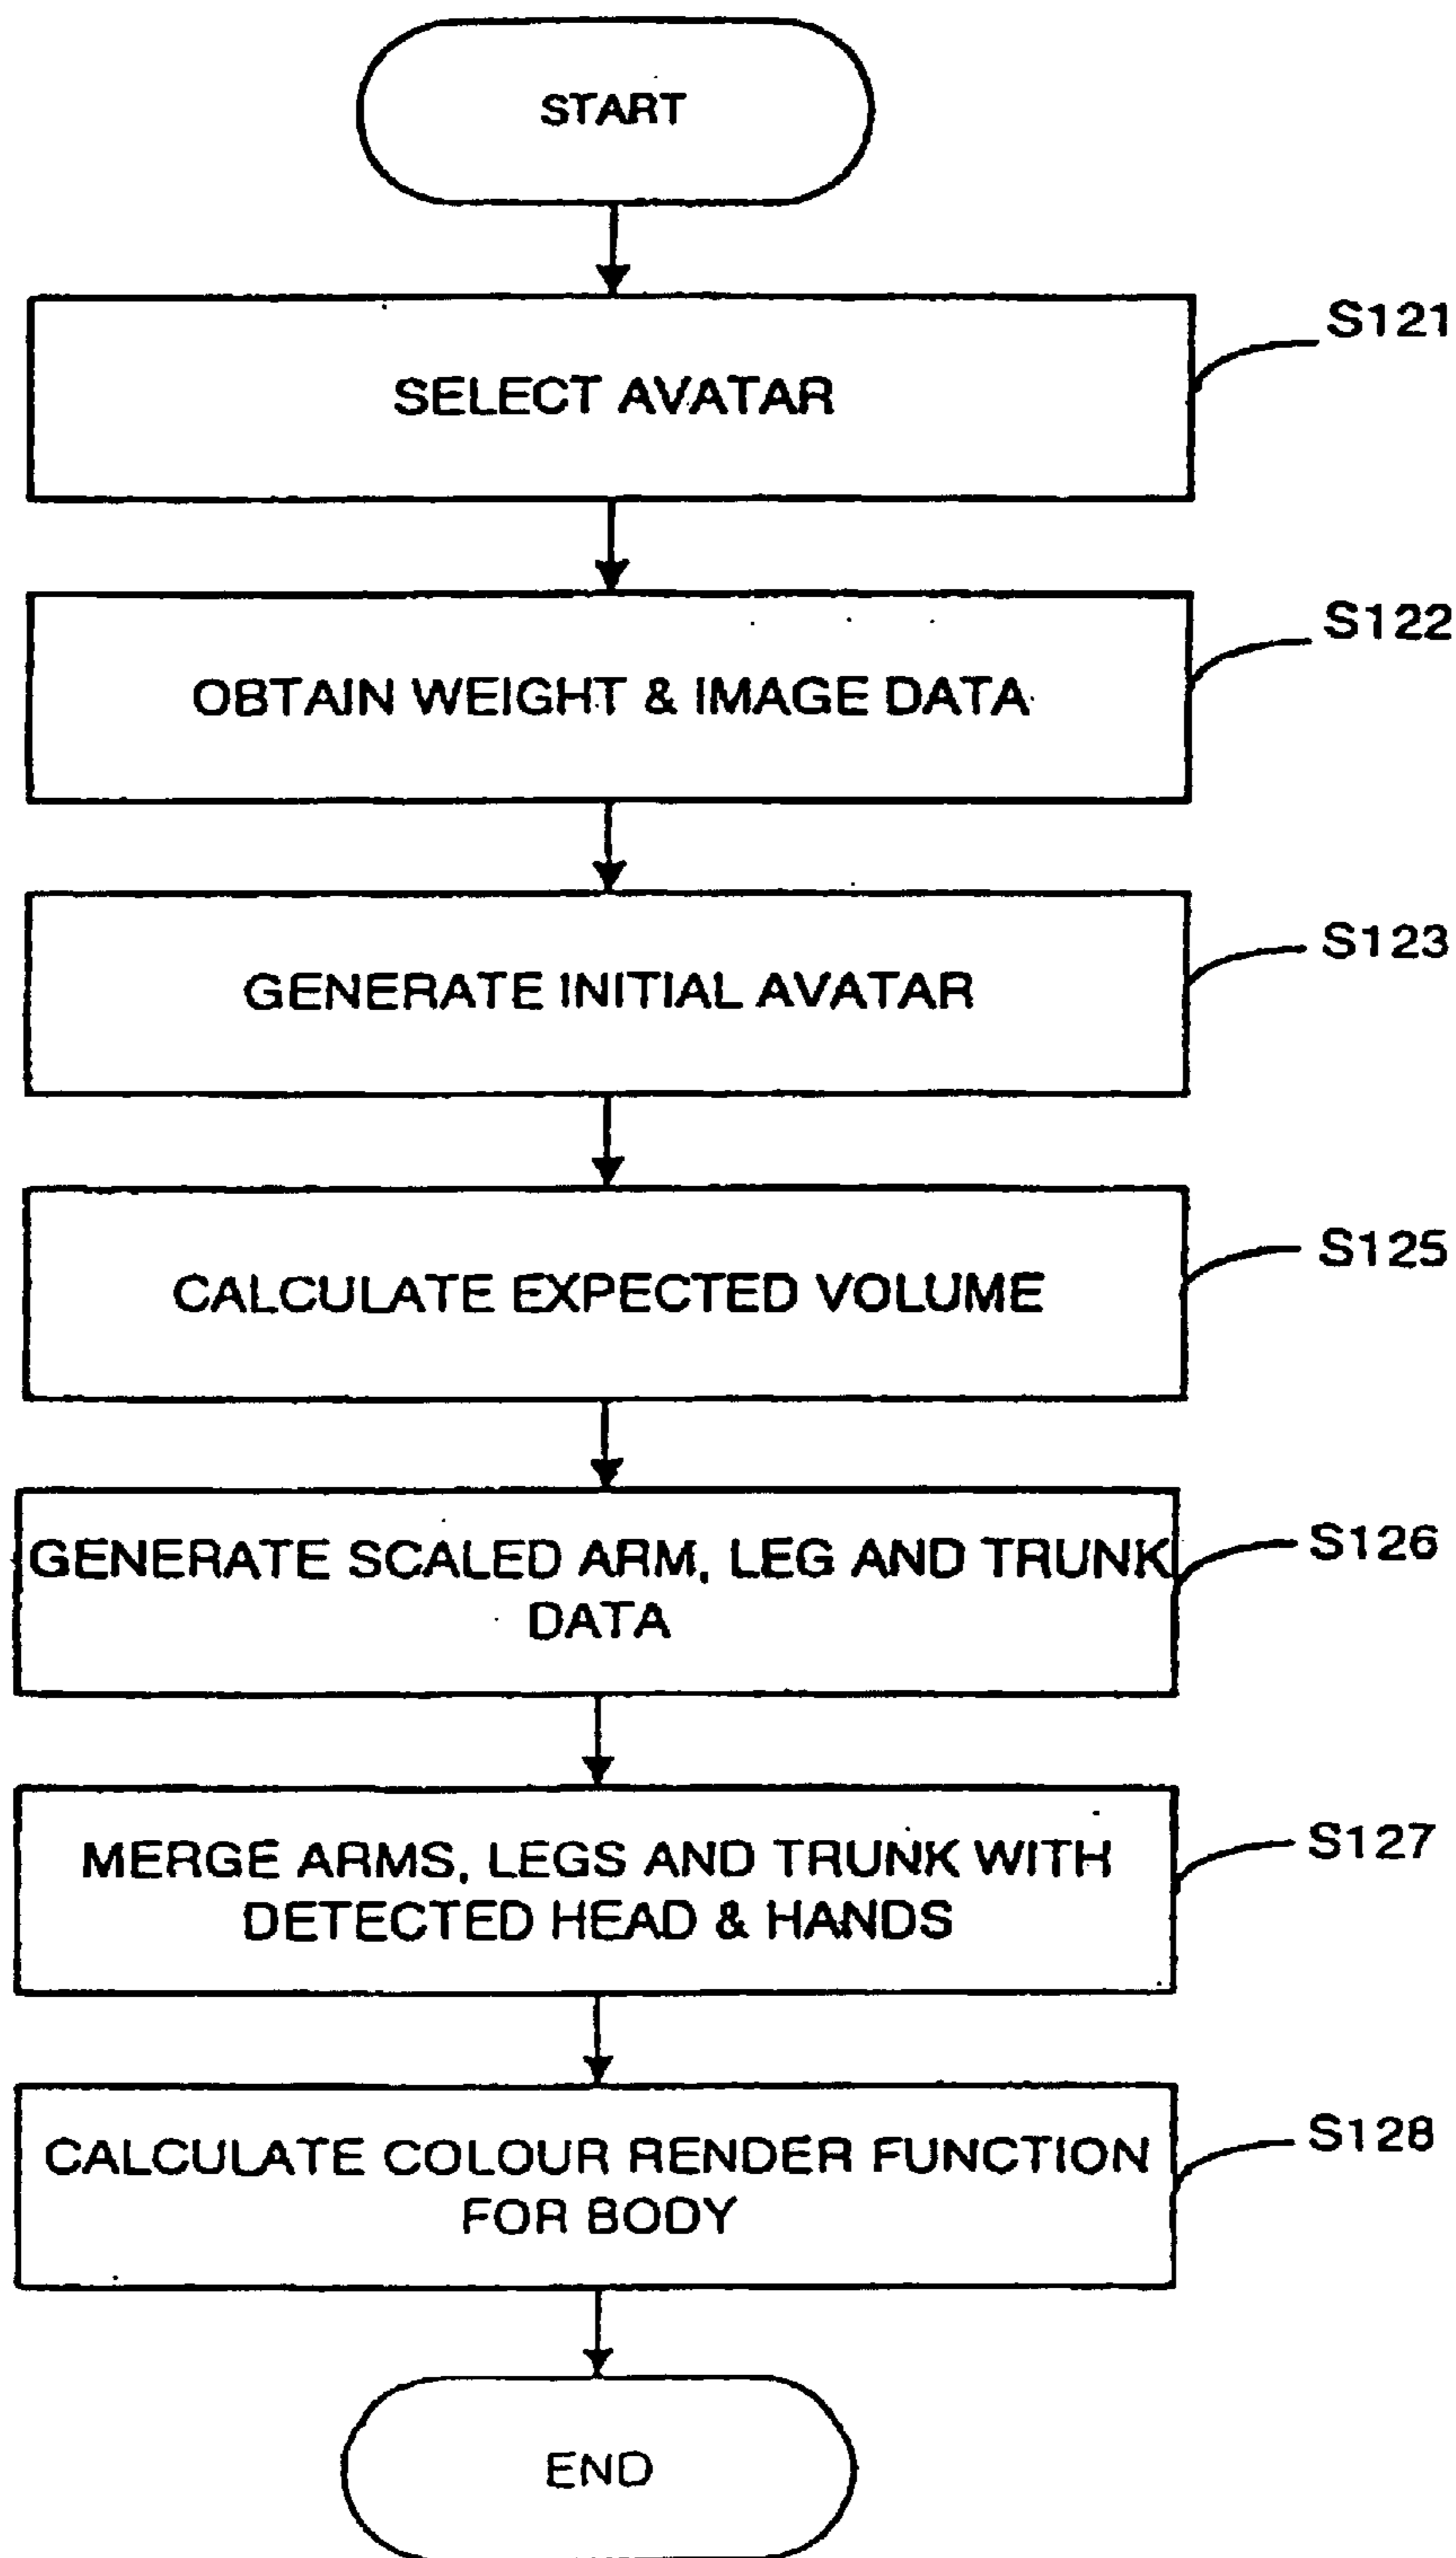 START
SELECT AVATAR
S121
OBTAIN WEIGHT & IMAGE DATA
S122
GENERATE INITIAL AVATAR
S123
CALCULATE EXPECTED VOLUME
S125
GENERATE SCALED ARM, LEG AND TRUNK
DATA
S126
MERGE ARMS, LEGS AND TRUNK WITH
DETECTED HEAD & HANDS
S127
CALCULATE COLOUR RENDER FUNCTION
FOR BODY
S128
END